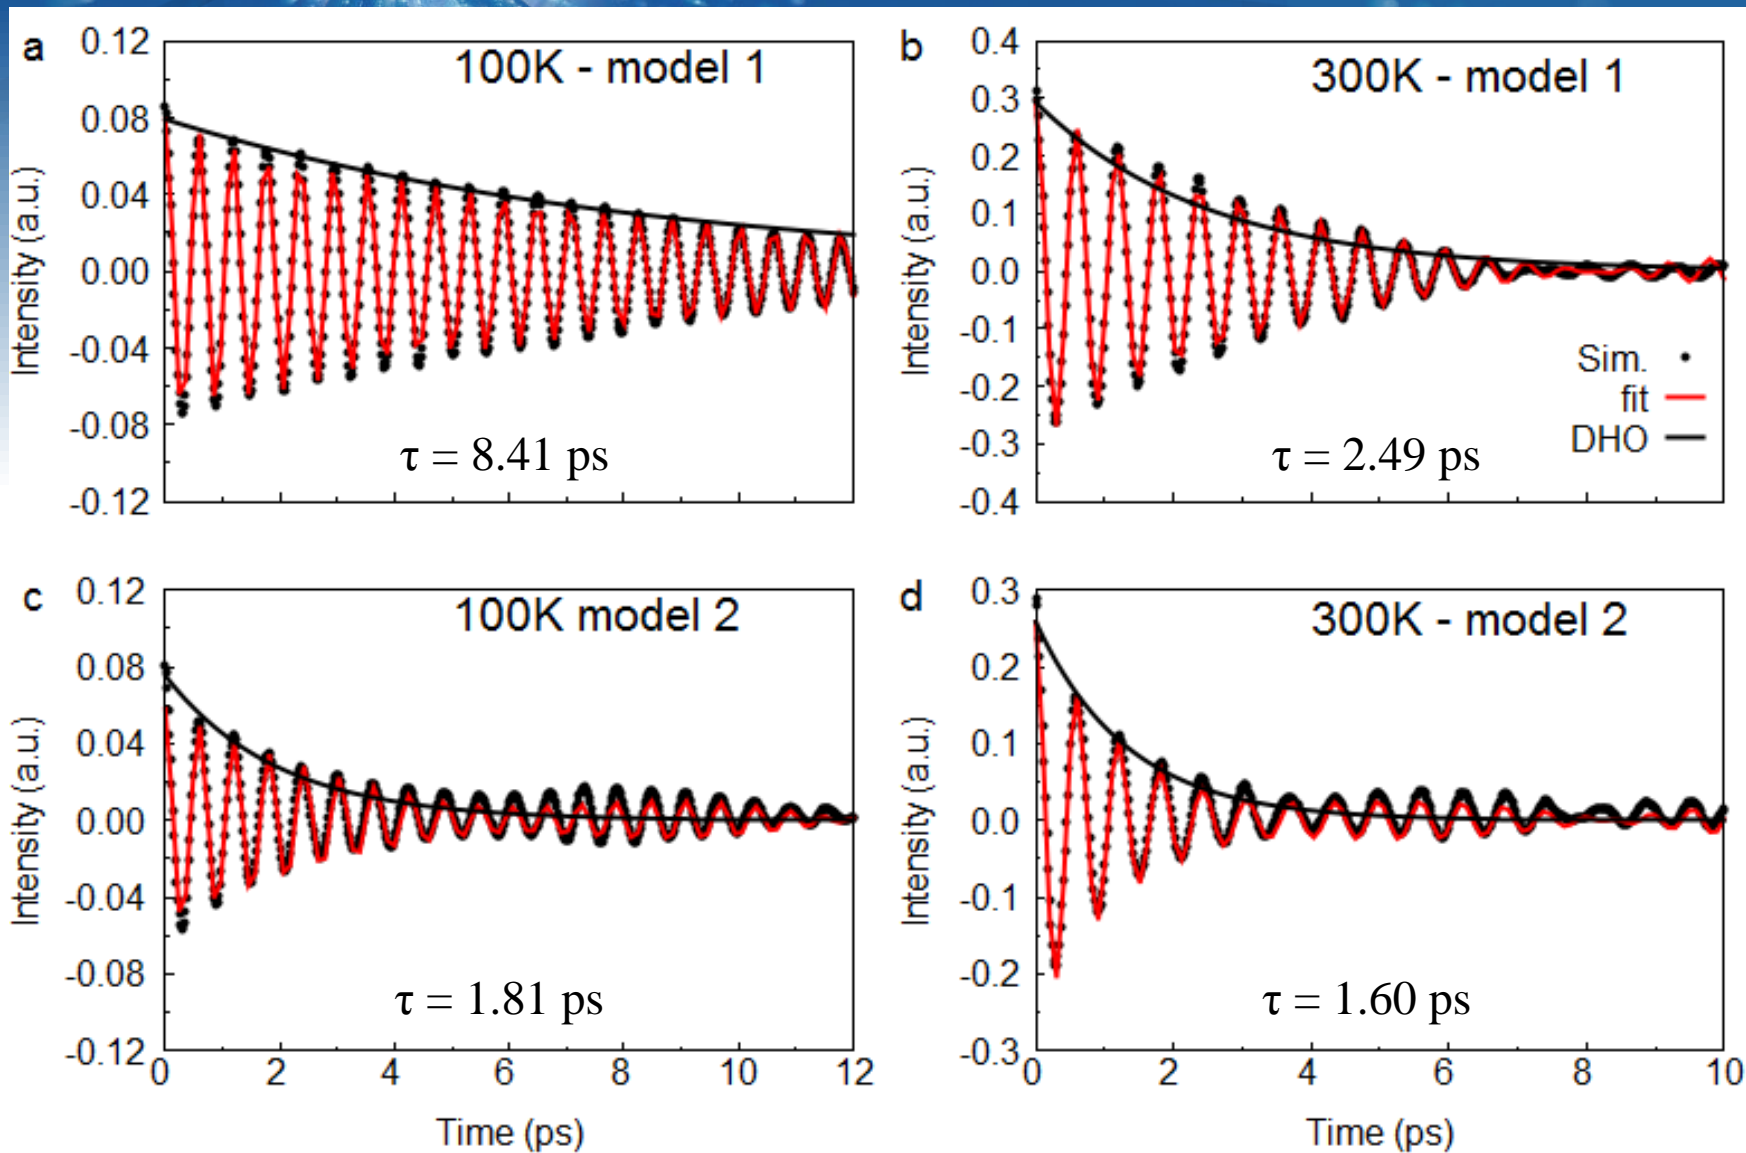 a
100K - model 1
0.12
0.08
0.04
0.00
-0.04
-0.08
-0.12
Intensity (a.u.)
τ = 8.41 ps
b
300K - model 1
0.4
0.3
0.2
0.1
0.0
-0.1
-0.2
-0.3
-0.4
Intensity (a.u.)
Sim.
fit
DHO
τ = 2.49 ps
c
100K model 2
0.12
0.08
0.04
0.00
-0.04
-0.08
-0.12
Intensity (a.u.)
τ = 1.81 ps
0 2 4 6 8 10 12
Time (ps)
d
300K - model 2
0.3
0.2
0.1
0.0
-0.1
-0.2
-0.3
Intensity (a.u.)
τ = 1.60 ps
0 2 4 6 8 10
Time (ps)